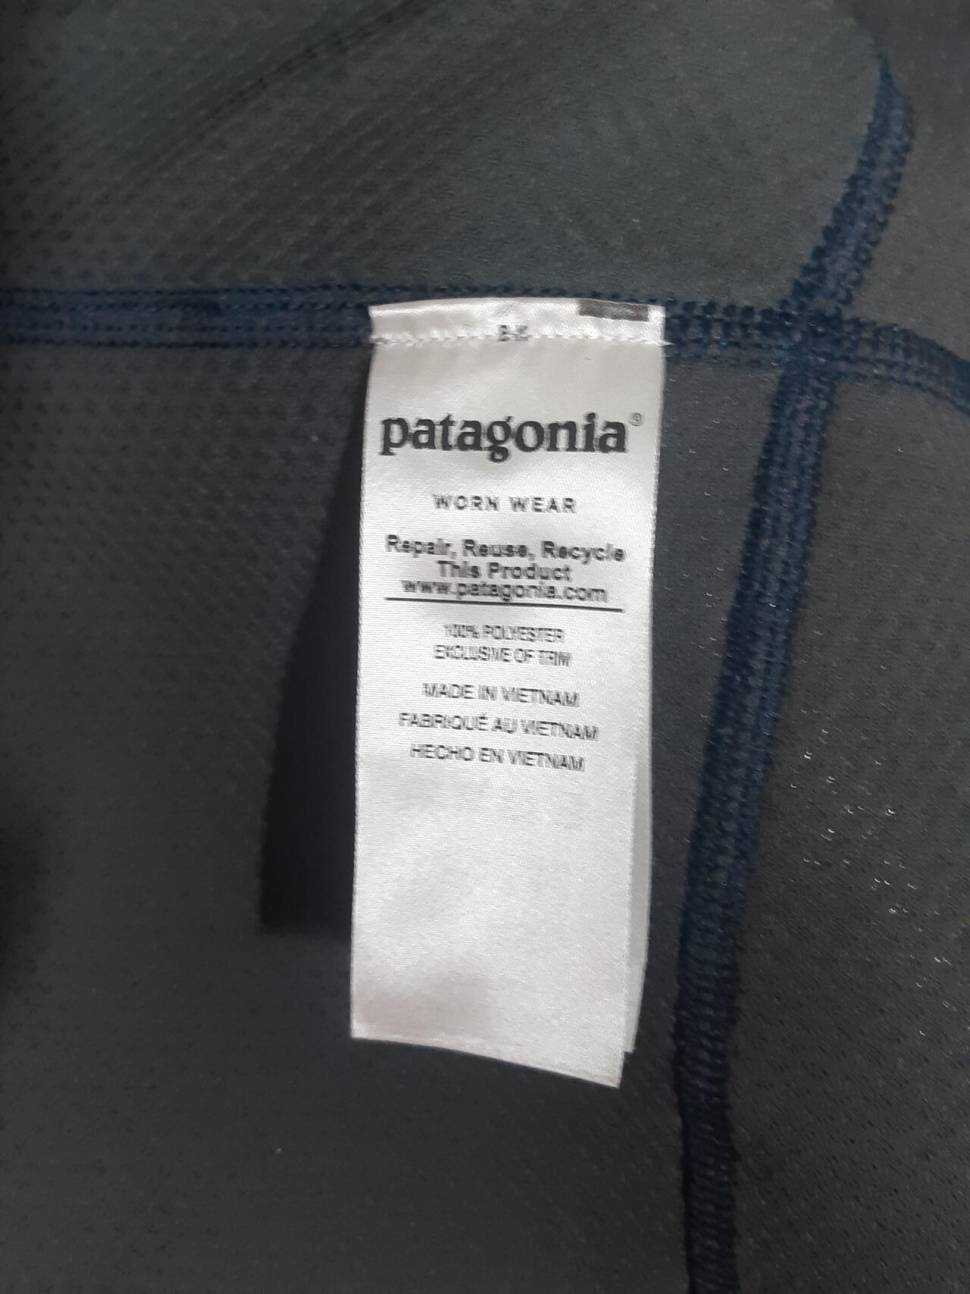 patagonia®
WORN WEAR
Repair, Reuse, Recycle
This Product
www.patagonia.com
100% POLYESTER
EXCLUSIVE OF TRIM
MADE IN VIETNAM
FABRIQUÉ AU VIETNAM
HECHO EN VIETNAM